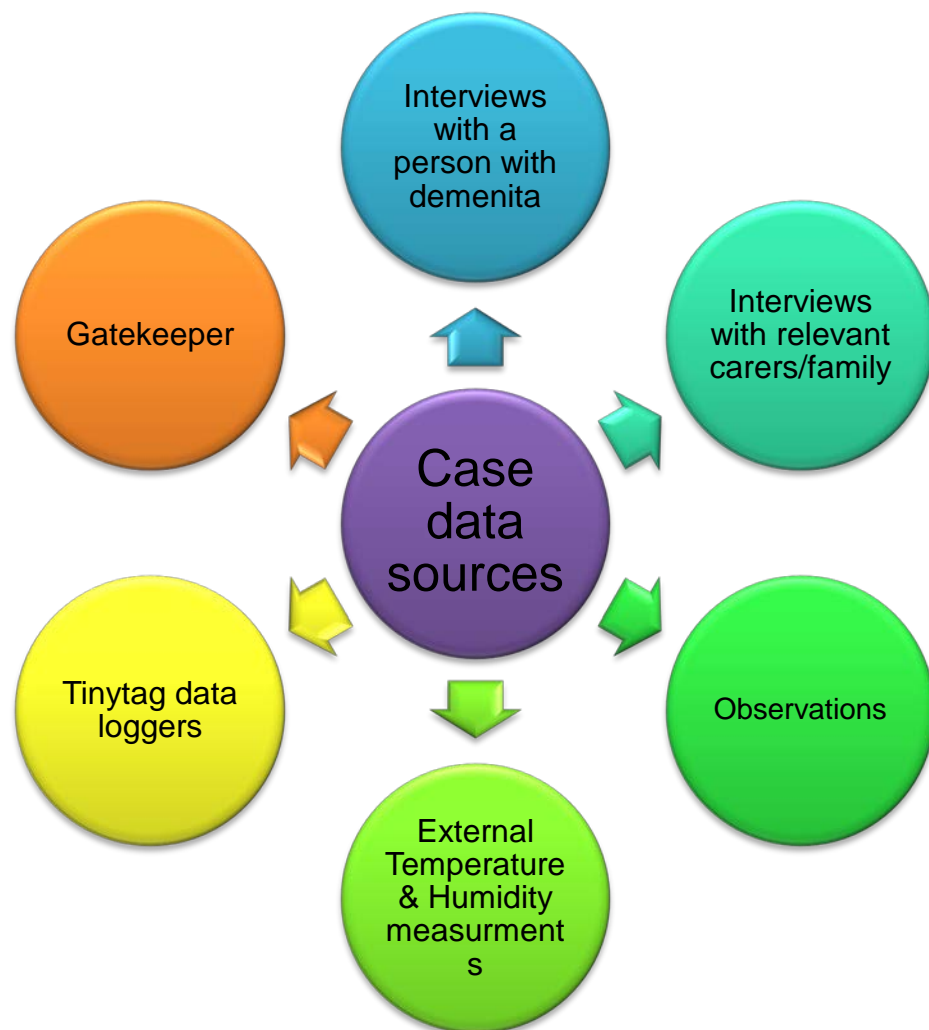 Interviews
with a
person with
demenita
Gatekeeper
Interviews
with relevant
carers/family
Case
data
sources
Tinytag data
loggers
Observations
External
Temperature
& Humidity
measurment
s